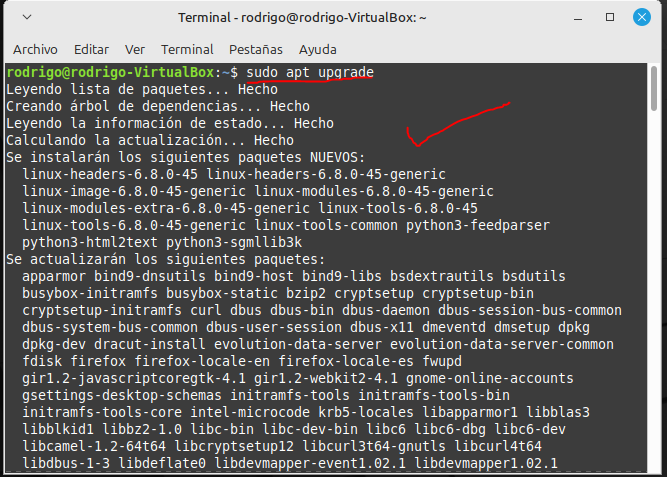 Terminal - rodrigo@rodrigo-VirtualBox: ~
Archivo Editar Ver Terminal Pestañas Ayuda
rodrigo@rodrigo-VirtualBox:~$ sudo apt upgrade
Leyendo lista de paquetes... Hecho
Creando árbol de dependencias... Hecho
Leyendo la información de estado... Hecho
Calculando la actualización... Hecho
Se instalarán los siguientes paquetes NUEVOS:
linux-headers-6.8.0-45 linux-headers-6.8.0-45-generic
linux-image-6.8.0-45-generic linux-modules-6.8.0-45-generic
linux-modules-extra-6.8.0-45-generic linux-tools-6.8.0-45
linux-tools-6.8.0-45-generic linux-tools-common python3-feedparser
python3-html2text python3-sgmllib3k
Se actualizarán los siguientes paquetes:
apparmor bind9-dnsutils bind9-host bind9-libs bsdextrautils bsdutils
busybox-initramfs busybox-static bzip2 cryptsetup cryptsetup-bin
cryptsetup-initramfs curl dbus dbus-bin dbus-daemon dbus-session-bus-common
dbus-system-bus-common dbus-user-session dbus-x11 dmeventd dmsetup dpkg
dpkg-dev dracut-install evolution-data-server evolution-data-server-common
fdisk firefox firefox-locale-en firefox-locale-es fwupd
gir1.2-javascriptcoregtk-4.1 gir1.2-webkit2-4.1 gnome-online-accounts
gsettings-desktop-schemas initramfs-tools initramfs-tools-bin
initramfs-tools-core intel-microcode krb5-locales libapparmor1 libblas3
libblkid1 libbz2-1.0 libc-bin libc-dev-bin libc6 libc6-dbg libc6-dev
libcamel-1.2-64t64 libcryptsetup12 libcurl3t64-gnutls libcurl4t64
libdbus-1-3 libdeflate0 libdevmapper-event1.02.1 libdevmapper1.02.1